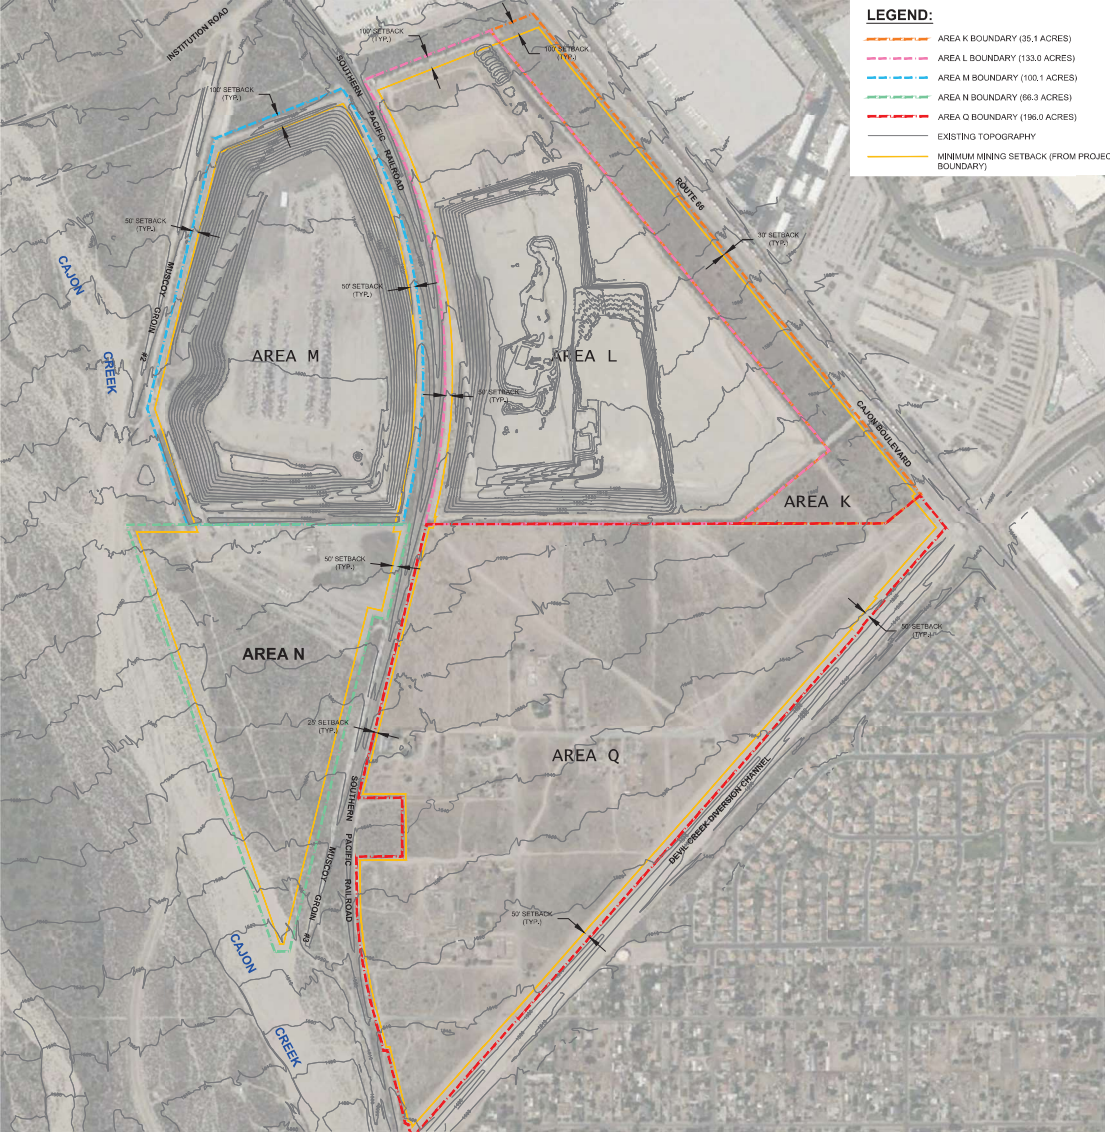 LEGEND:
AREA K BOUNDARY (35.1 ACRES)
AREA L BOUNDARY (133.0 ACRES)
AREA M BOUNDARY (100.1 ACRES)
AREA N BOUNDARY (66.3 ACRES)
AREA Q BOUNDARY (196.0 ACRES)
EXISTING TOPOGRAPHY
MINIMUM MINING SETBACK (FROM PROJEC
BOUNDARY)
INSTITUTION ROAD
100' SETBACK
(TYP.)
100' SETBACK
(TYP.)
100' SETBACK
(TYP.)
SOUTHERN PACIFIC RAILROAD
ROUTE 66
50' SETBACK
(TYP.)
30' SETBACK
(TYP.)
CAJON
CREEK
MUSCOY GROIN #2
50' SETBACK
(TYP.)
AREA M
AREA L
50' SETBACK
(TYP.)
CAJON BOULEVARD
AREA K
50' SETBACK
(TYP.)
AREA N
50' SETBACK
(TYP.)
25' SETBACK
(TYP.)
AREA Q
SOUTHERN PACIFIC RAILROAD
MUSCOY GROIN #3
DEVIL CREEK DIVERSION CHANNEL
50' SETBACK
(TYP.)
CAJON
CREEK